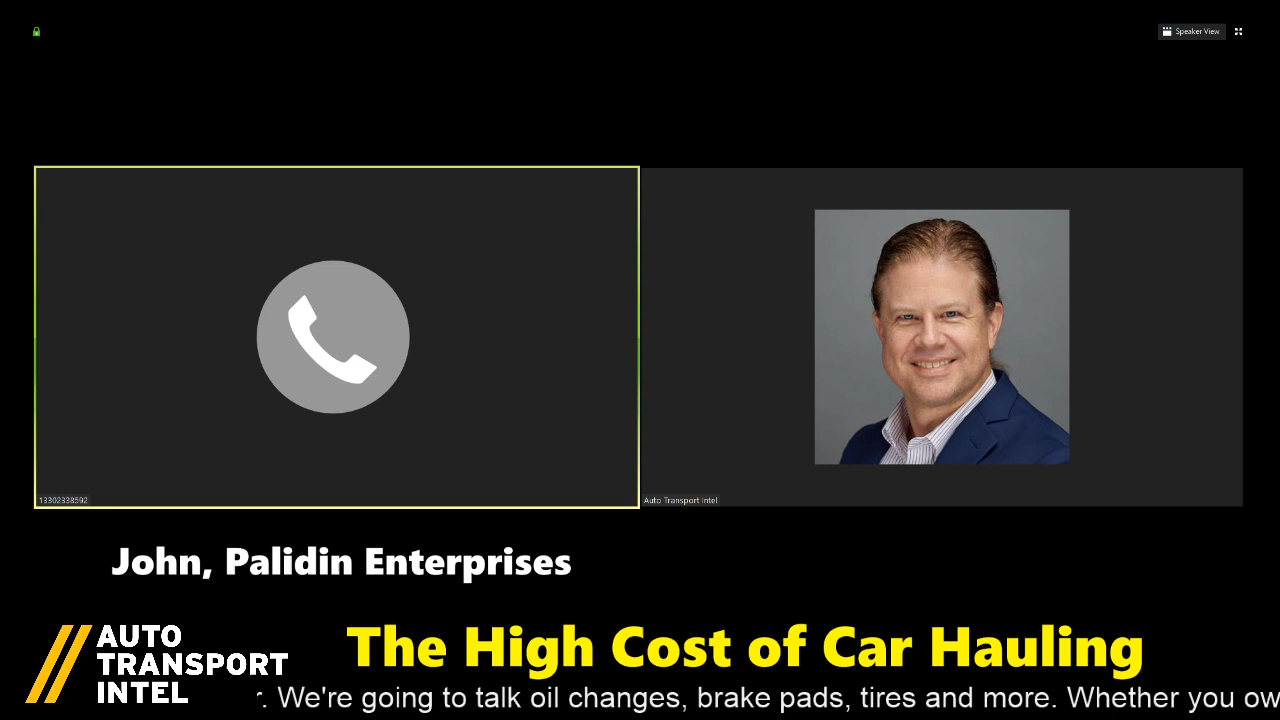 Speaker View
13302338592
Auto Transport Intel
John, Palidin Enterprises
AUTO
TRANSPORT
INTEL
The High Cost of Car Hauling
r. We're going to talk oil changes, brake pads, tires and more. Whether you ow